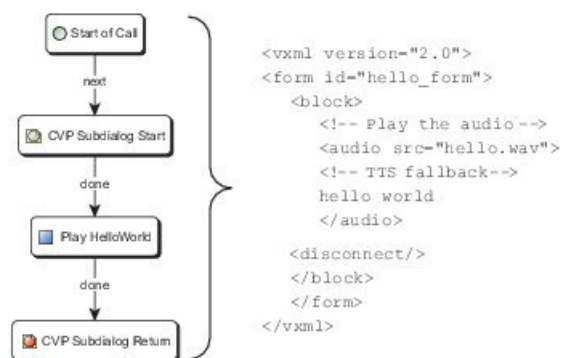 Start of Call
next
CVP Subdialog Start
done
Play HelloWorld
done
CVP Subdialog Return
<vxml version="2.0">
<form id="hello_form">
<block>
<!-- Play the audio-->
<audio src="hello.wav">
<!-- TTS fallback-->
hello world
</audio>
<disconnect/>
</block>
</form>
</vxml>